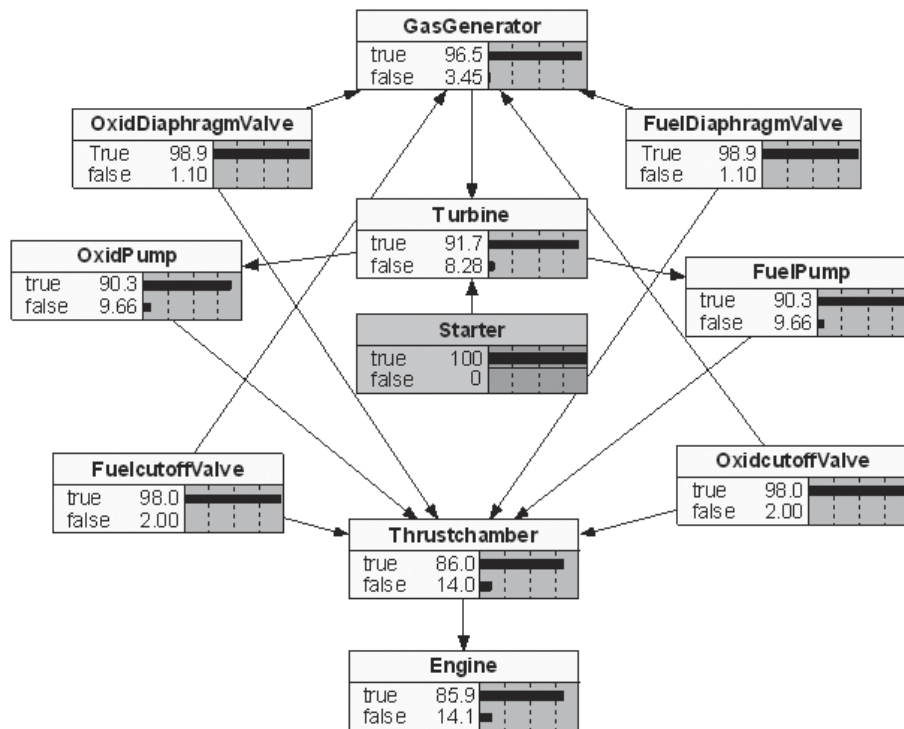 GasGenerator
true 96.5
false 3.45
OxidDiaphragmValve
True 98.9
false 1.10
FuelDiaphragmValve
True 98.9
false 1.10
Turbine
true 91.7
false 8.28
OxidPump
true 90.3
false 9.66
FuelPump
true 90.3
false 9.66
Starter
true 100
false 0
FuelcutoffValve
true 98.0
false 2.00
OxidcutoffValve
true 98.0
false 2.00
Thrustchamber
true 86.0
false 14.0
Engine
true 85.9
false 14.1